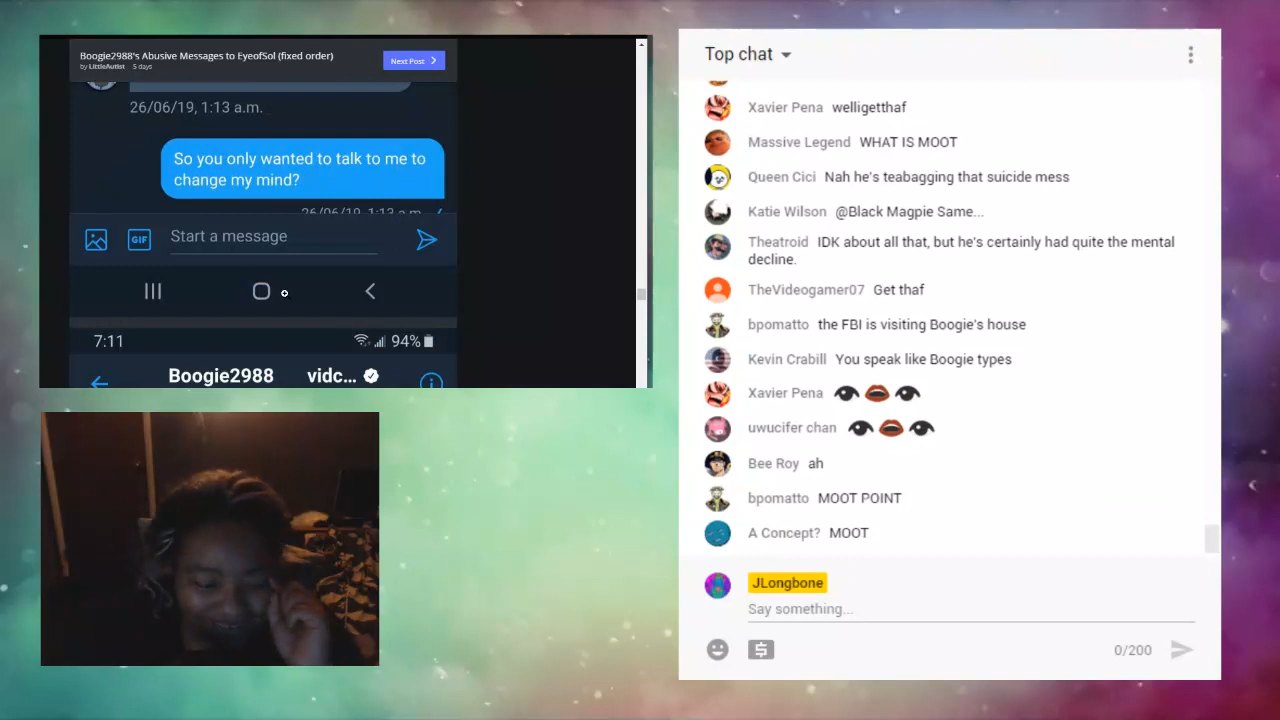 Boogie2988's Abusive Messages to EyeofSol (fixed order)
by LittleAutist 5 days
Next Post
26/06/19, 1:13 a.m.
So you only wanted to talk to me to
change my mind?
26/06/19, 1:13 a.m.
GIF
Start a message
7:11
94%
Boogie2988 vidc...
Top chat
Xavier Pena welligetthaf
Massive Legend WHAT IS MOOT
Queen Cici Nah he's teabagging that suicide mess
Katie Wilson @Black Magpie Same...
Theatroid IDK about all that, but he's certainly had quite the mental
decline.
TheVideogamer07 Get thaf
bpomatto the FBI is visiting Boogie's house
Kevin Crabill You speak like Boogie types
Xavier Pena 👁👄👁
uwucifer chan 👁👄👁
Bee Roy ah
bpomatto MOOT POINT
A Concept? MOOT
JLongbone
Say something...
0/200